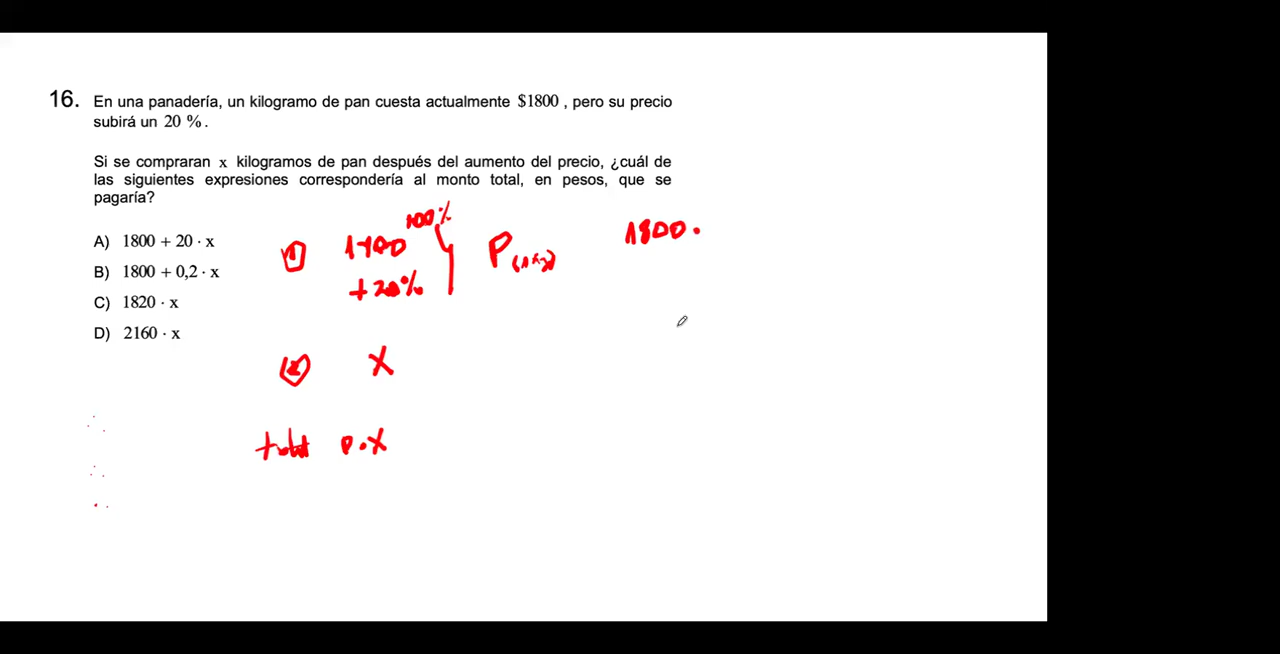 16. En una panadería, un kilogramo de pan cuesta actualmente $1800 , pero su precio
subirá un 20 % .
Si se compraran x kilogramos de pan después del aumento del precio, ¿cuál de
las siguientes expresiones correspondería al monto total, en pesos, que se
pagaría?
A) 1800 + 20 · x
B) 1800 + 0,2 · x
C) 1820 · x
D) 2160 · x
100%
1
+20%
P
1800.
2
X
total P·X